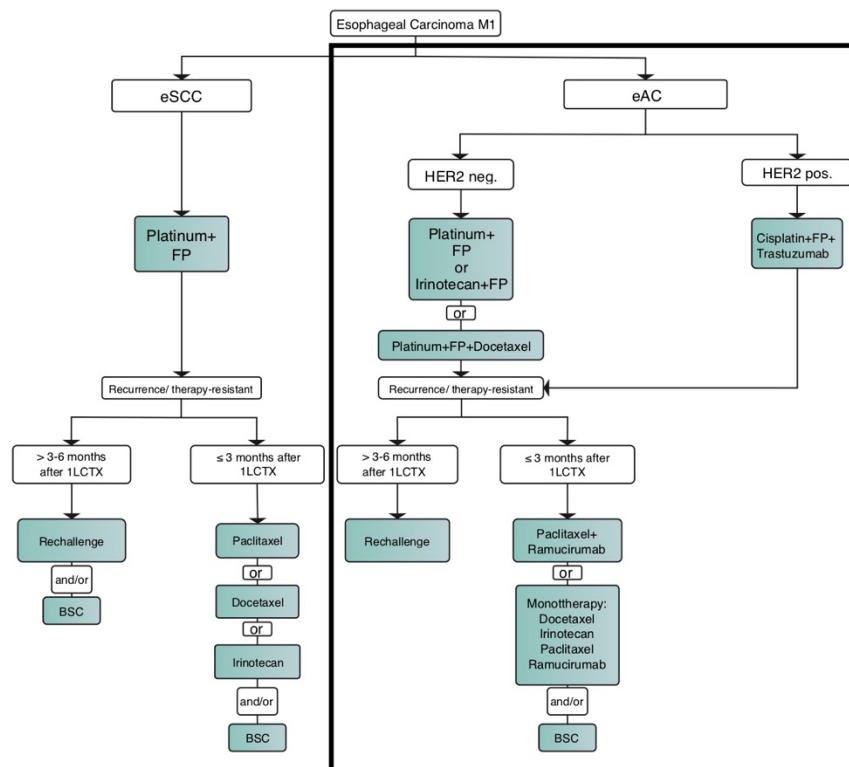 Esophageal Carcinoma M1
eSCC
eAC
HER2 neg.
HER2 pos.
Platinum+
FP
Platinum+
FP
or
Irinotecan+FP
Cisplatin+FP+
Trastuzumab
or
Platinum+FP+Docetaxel
Recurrence/ therapy-resistant
Recurrence/ therapy-resistant
> 3-6 months
after 1LCTX
≤ 3 months after
1LCTX
> 3-6 months
after 1LCTX
≤ 3 months after
1LCTX
Rechallenge
and/or
BSC
Paclitaxel
or
Docetaxel
or
Irinotecan
and/or
BSC
Rechallenge
Paclitaxel+
Ramucirumab
or
Monottherapy:
Docetaxel
Irinotecan
Paclitaxel
Ramucirumab
and/or
BSC